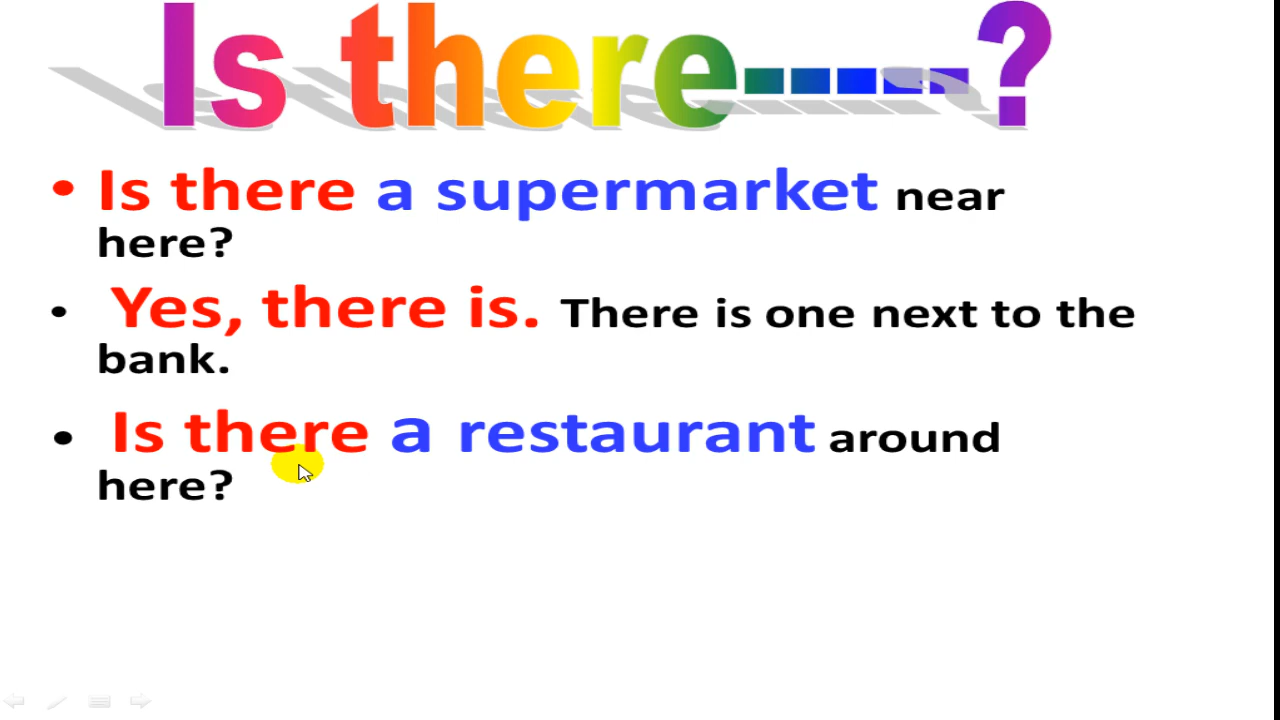 Is there-----?
• Is there a supermarket near
here?
• Yes, there is. There is one next to the
bank.
• Is there a restaurant around
here?